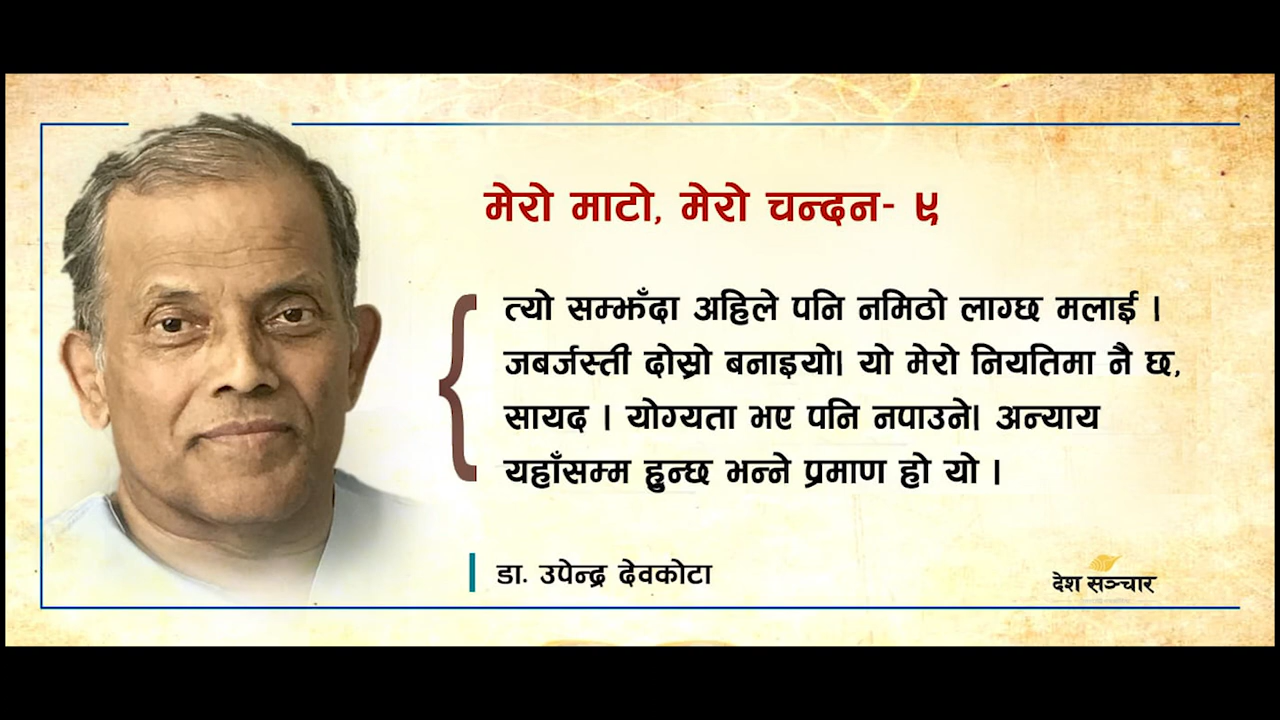 मेरो माटो, मेरो चन्दन- ९
त्यो सम्झँदा अहिले पनि नमिठो लाग्छ मलाई ।
जबर्जस्ती दोस्रो बनाइयो। यो मेरो नियतिमा नै छ,
सायद । योग्यता भए पनि नपाउने। अन्याय
यहाँसम्म हुन्छ भन्ने प्रमाण हो यो ।
डा. उपेन्द्र देवकोटा
देश सञ्चार